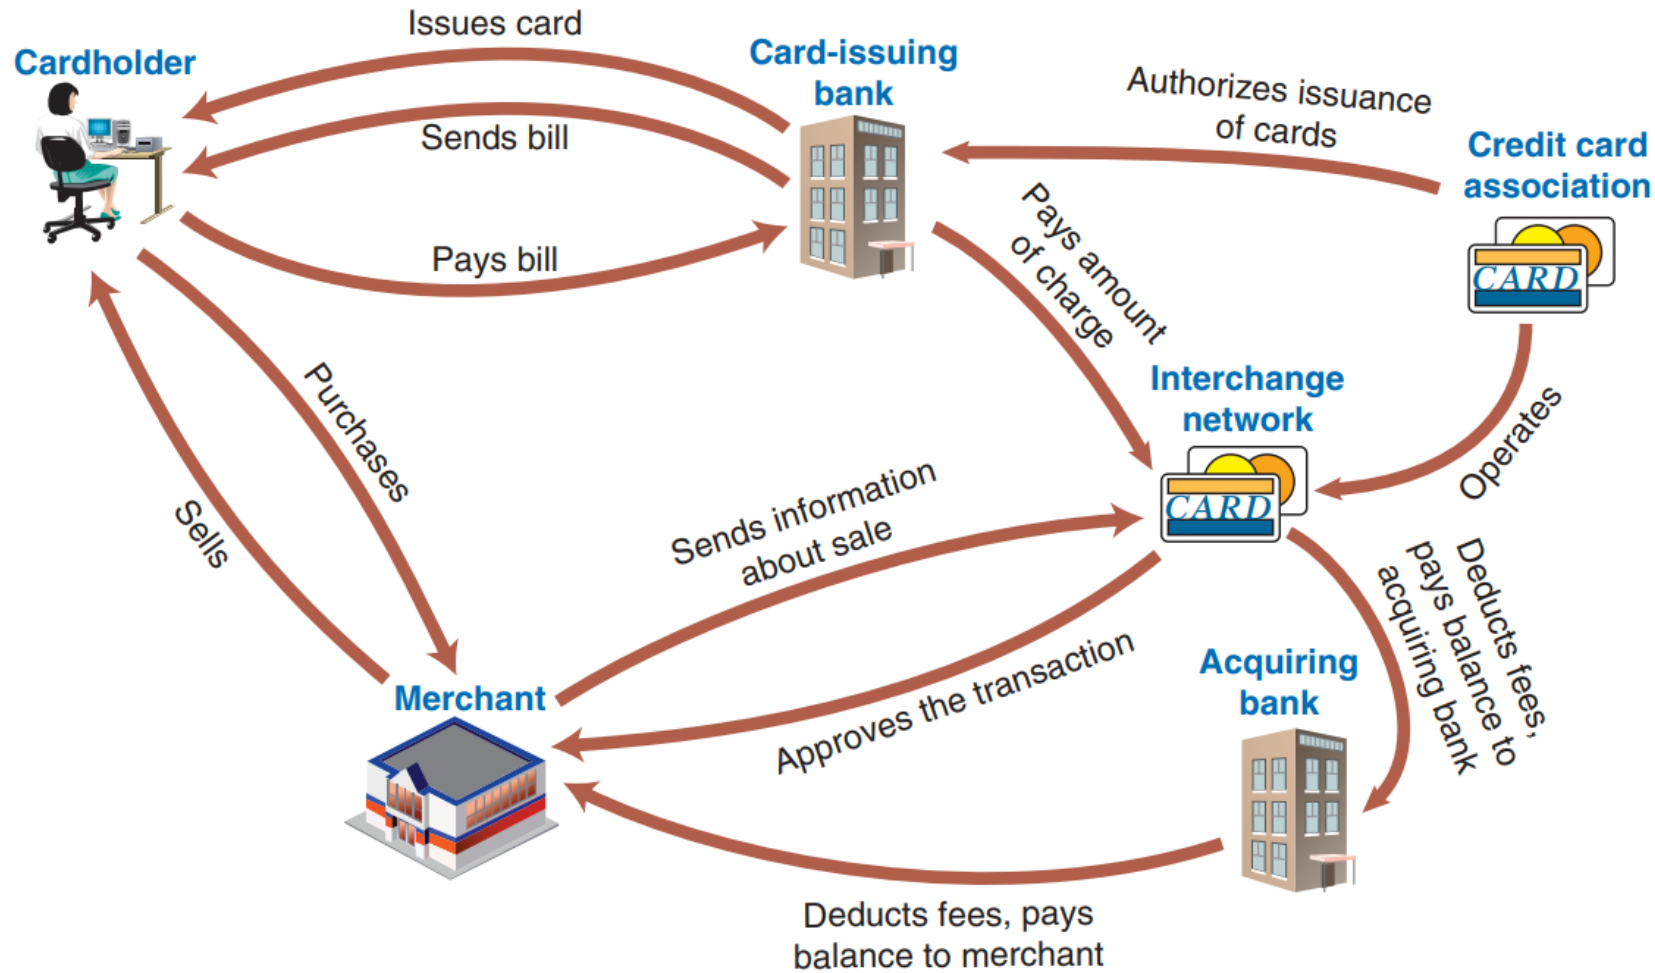 Issues card
Cardholder
Card-issuing
bank
Sends bill
Pays bill
Authorizes issuance
of cards
Credit card
association
CARD
Pays amount
of charge
Interchange
network
CARD
Operates
Purchases
Sells
Sends information
about sale
Approves the transaction
Merchant
Deducts fees,
pays balance to
acquiring bank
Acquiring
bank
Deducts fees, pays
balance to merchant